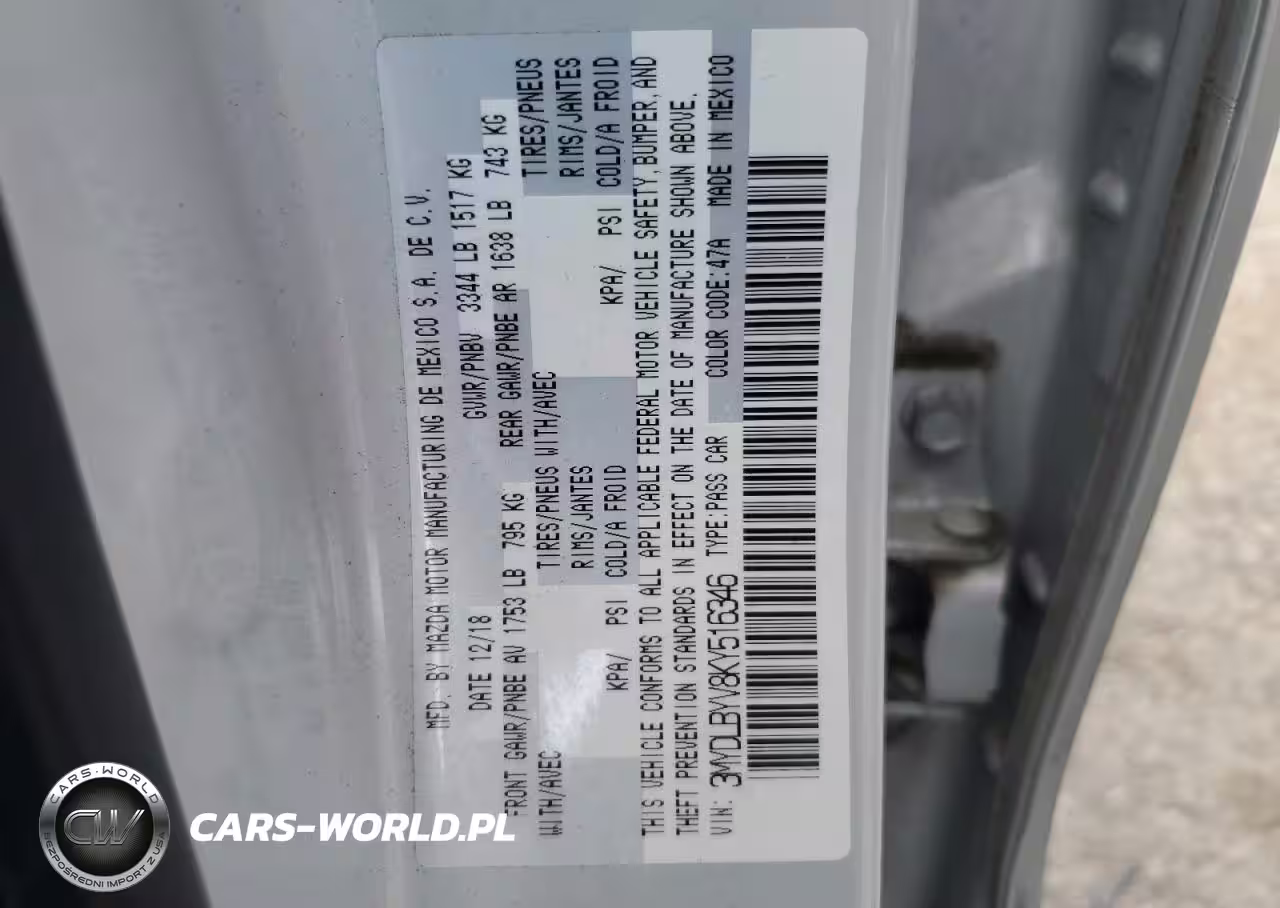 MFD. BY MAZDA MOTOR MANUFACTURING DE MEXICO S.A. DE C.V.
DATE 12/18 GVWR/PNBV 3344 LB 1517 KG
FRONT GAWR/PNBE AV 1753 LB 795 KG REAR GAWR/PNBE AR 1638 LB 743 KG
TIRES/PNEUS
WITH/AVEC TIRES/PNEUS WITH/AVEC
RIMS/JANTES RIMS/JANTES
KPA/ PSI COLD/A FROID KPA/ PSI COLD/A FROID
THIS VEHICLE CONFORMS TO ALL APPLICABLE FEDERAL MOTOR VEHICLE SAFETY, BUMPER, AND
THEFT PREVENTION STANDARDS IN EFFECT ON THE DATE OF MANUFACTURE SHOWN ABOVE.
VIN: 3MYDLBYV8KY516346 TYPE:PASS CAR COLOR CODE:47A MADE IN MEXICO
CARS-WORLD
CW
BEZPOŚREDNI IMPORT Z USA
CARS-WORLD.PL